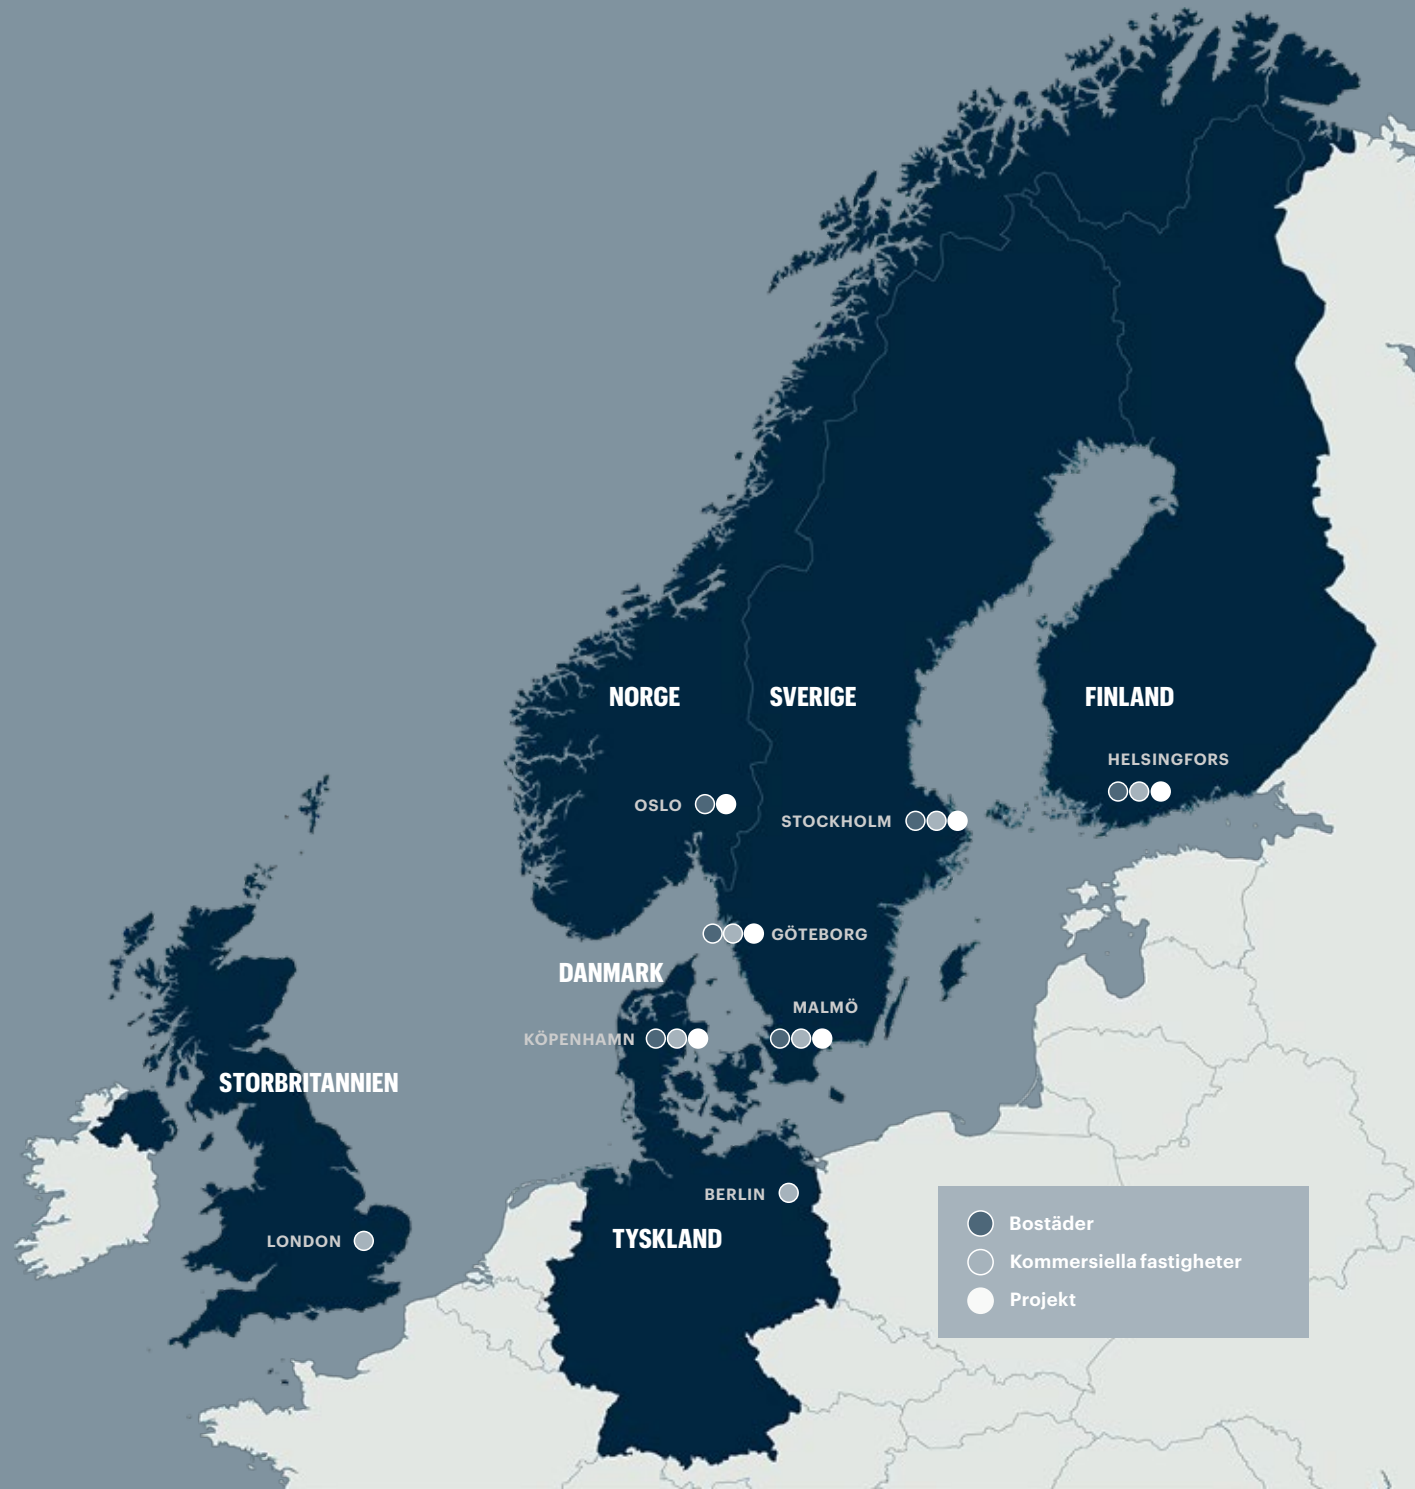 NORGE
SVERIGE
FINLAND
HELSINGFORS
OSLO
STOCKHOLM
GÖTEBORG
DANMARK
MALMÖ
KÖPENHAMN
STORBRITANNIEN
BERLIN
LONDON
TYSKLAND
Bostäder
Kommersiella fastigheter
Projekt